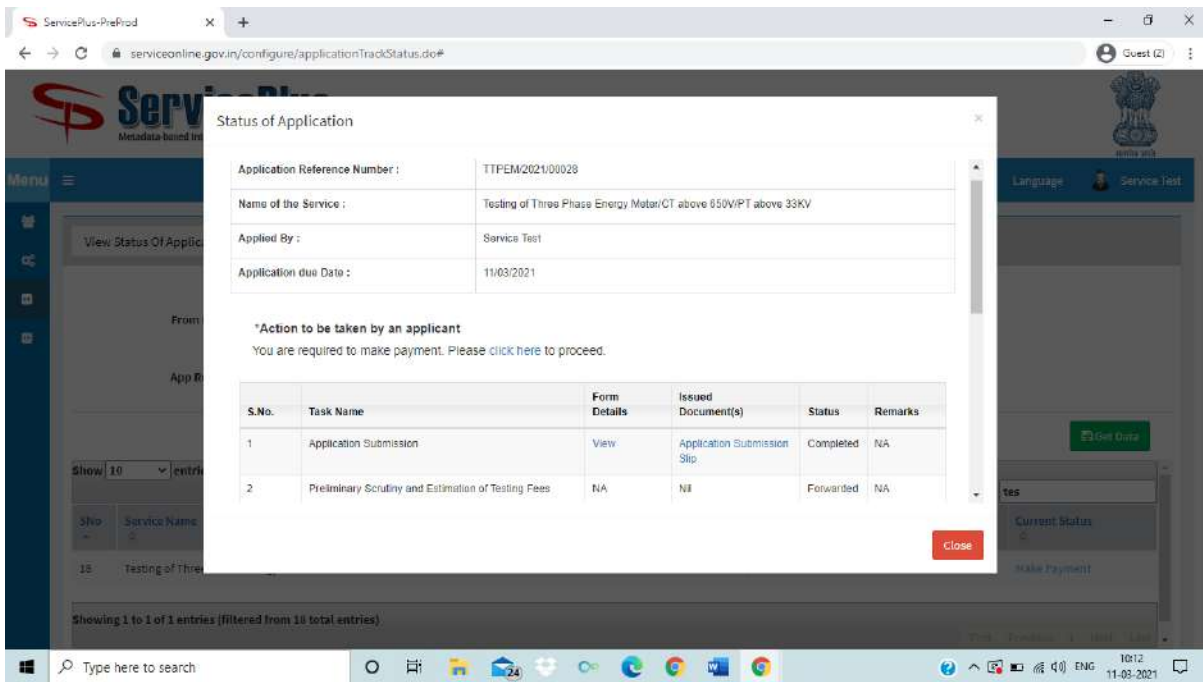 ServicePlus-PreProd
serviceonline.gov.in/configure/applicationTrackStatus.do#
Guest (2)
Metadata-based
Menu
Language
Service Test
View Status Of Applic
From
App R
Get Data
Show 10 entri
tes
SNo
Service Name
Current Status
18
Testing of Three
Make Payment
Showing 1 to 1 of 1 entries (filtered from 18 total entries)
Status of Application
Application Reference Number :
TTPEM/2021/00028
Name of the Service :
Testing of Three Phase Energy Meter/CT above 650V/PT above 33KV
Applied By :
Service Test
Application due Date :
11/03/2021
*Action to be taken by an applicant
You are required to make payment. Please click here to proceed.
S.No. Task Name Form Details Issued Document(s) Status Remarks
1 Application Submission View Application Submission Slip Completed NA
2 Preliminary Scrutiny and Estimation of Testing Fees NA Nil Forwarded NA
Close
Type here to search
24
ENG
10:12
11-03-2021